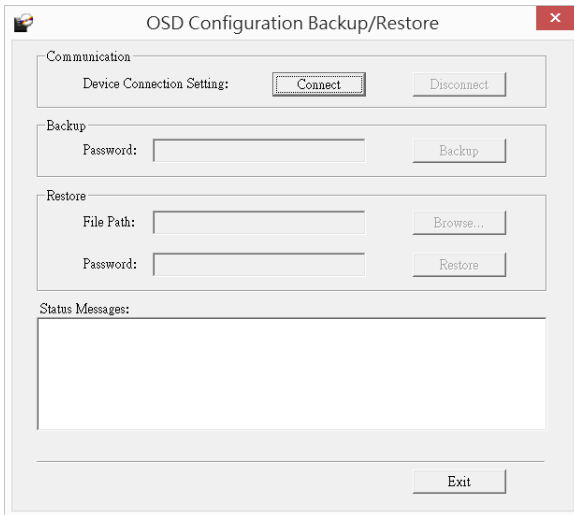 OSD Configuration Backup/Restore
Communication
Device Connection Setting: Connect Disconnect
Backup
Password: Backup
Restore
File Path: Browse...
Password: Restore
Status Messages:
Exit